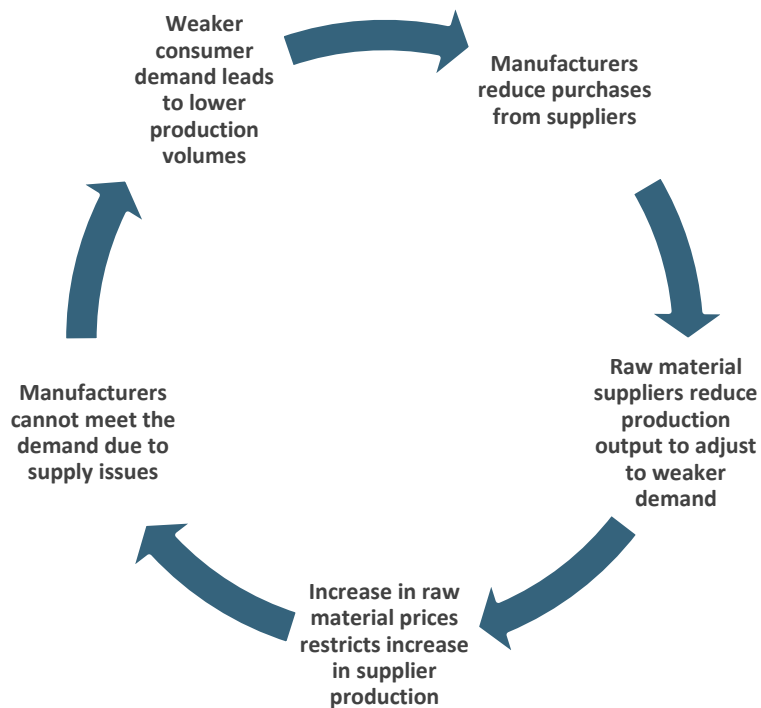 Weaker
consumer
demand leads
to lower
production
volumes
Manufacturers
reduce purchases
from suppliers
Raw material
suppliers reduce
production
output to adjust
to weaker
demand
Increase in raw
material prices
restricts increase
in supplier
production
Manufacturers
cannot meet the
demand due to
supply issues